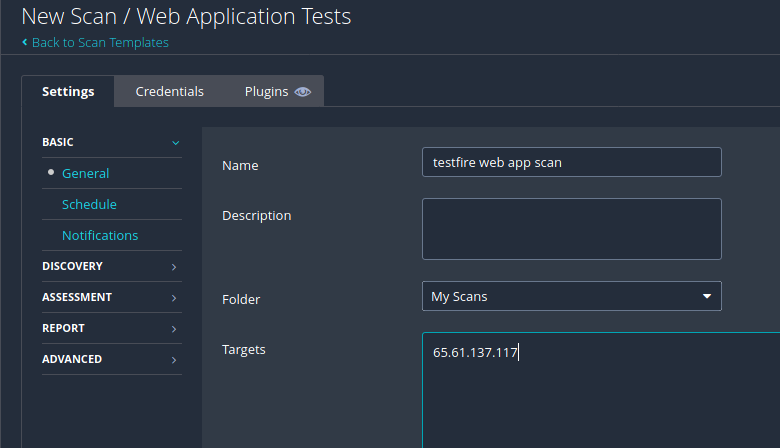 New Scan / Web Application Tests
Back to Scan Templates
Settings Credentials Plugins
BASIC
General
Schedule
Notifications
DISCOVERY
ASSESSMENT
REPORT
ADVANCED
Name testfire web app scan
Description
Folder My Scans
Targets 65.61.137.117